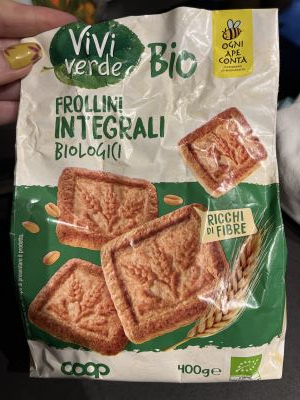 ViVi
verde
Bio
OGNI
APE
CONTA
FROLLINI
INTEGRALI
BIOLOGICI
RICCHI
DI FIBRE
coop
400g e